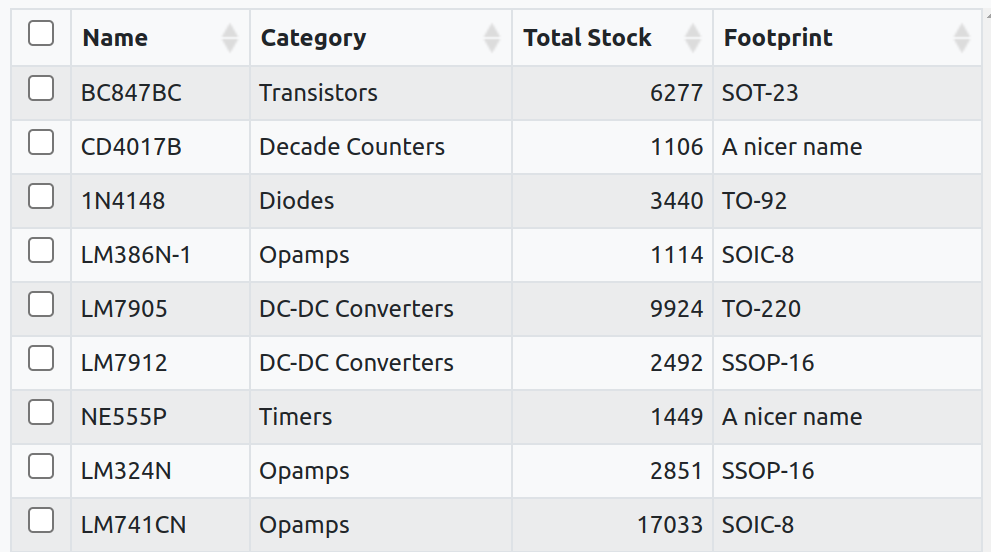 Name Category Total Stock Footprint
BC847BC Transistors 6277 SOT-23
CD4017B Decade Counters 1106 A nicer name
1N4148 Diodes 3440 TO-92
LM386N-1 Opamps 1114 SOIC-8
LM7905 DC-DC Converters 9924 TO-220
LM7912 DC-DC Converters 2492 SSOP-16
NE555P Timers 1449 A nicer name
LM324N Opamps 2851 SSOP-16
LM741CN Opamps 17033 SOIC-8